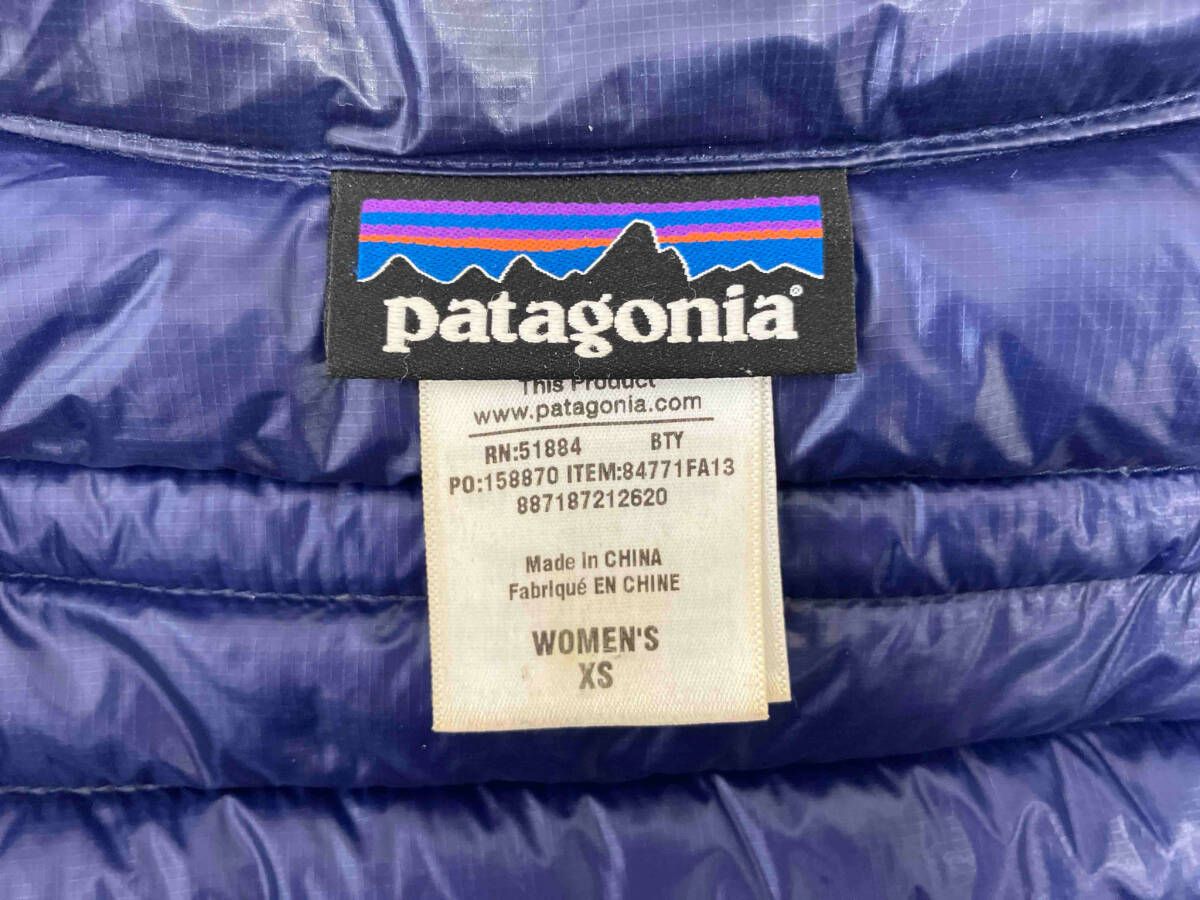 patagonia®
This Product
www.patagonia.com
RN:51884 BTY
PO:158870 ITEM:84771FA13
887187212620
Made in CHINA
Fabriqué EN CHINE
WOMEN'S
XS